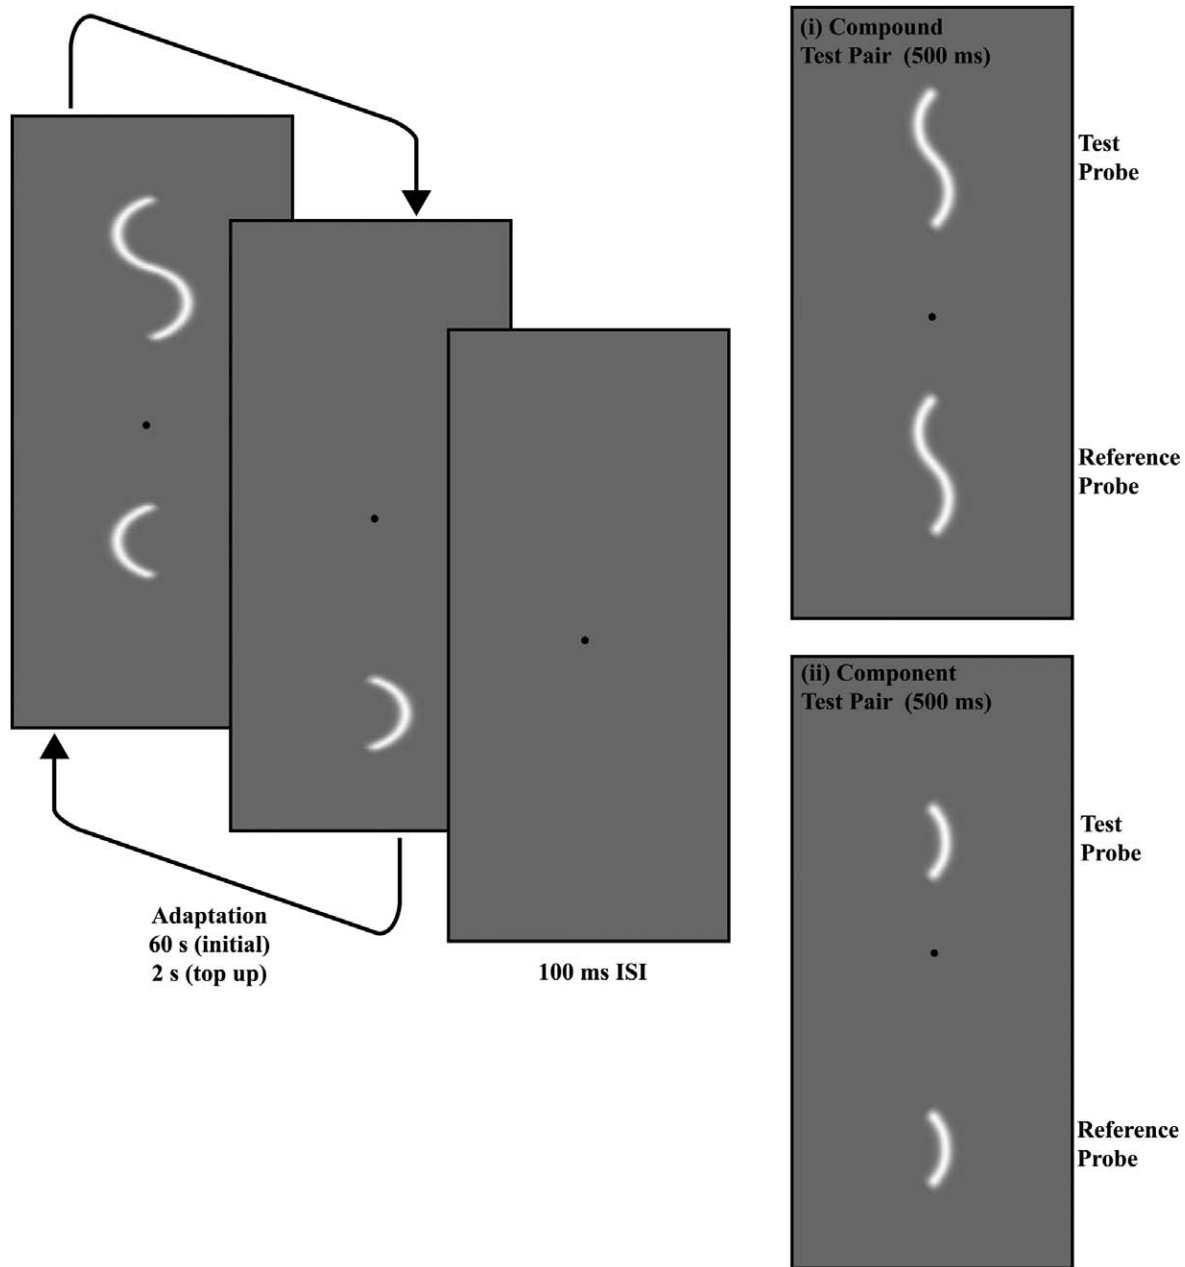 Adaptation
60 s (initial)
2 s (top up)
100 ms ISI
(i) Compound
Test Pair  (500 ms)
Test
Probe
Reference
Probe
(ii) Component
Test Pair  (500 ms)
Test
Probe
Reference
Probe